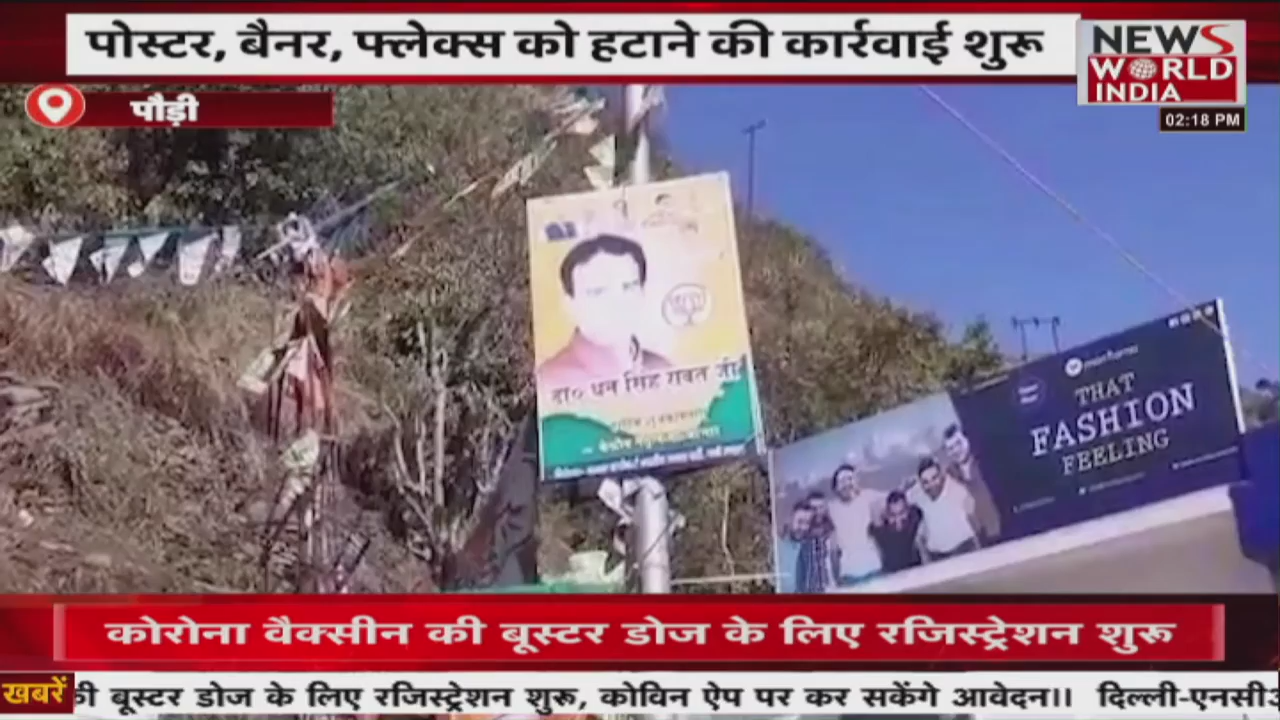 पोस्टर, बैनर, फ्लेक्स को हटाने की कार्रवाई शुरू
NEWS
WORLD
INDIA
02:18 PM
पौड़ी
डा० धन सिंह रावत जी
THAT
FASHION
FEELING
कोरोना वैक्सीन की बूस्टर डोज के लिए रजिस्ट्रेशन शुरू
खबरें
की बूस्टर डोज के लिए रजिस्ट्रेशन शुरू, कोविन ऐप पर कर सकेंगे आवेदन।। दिल्ली-एनसी